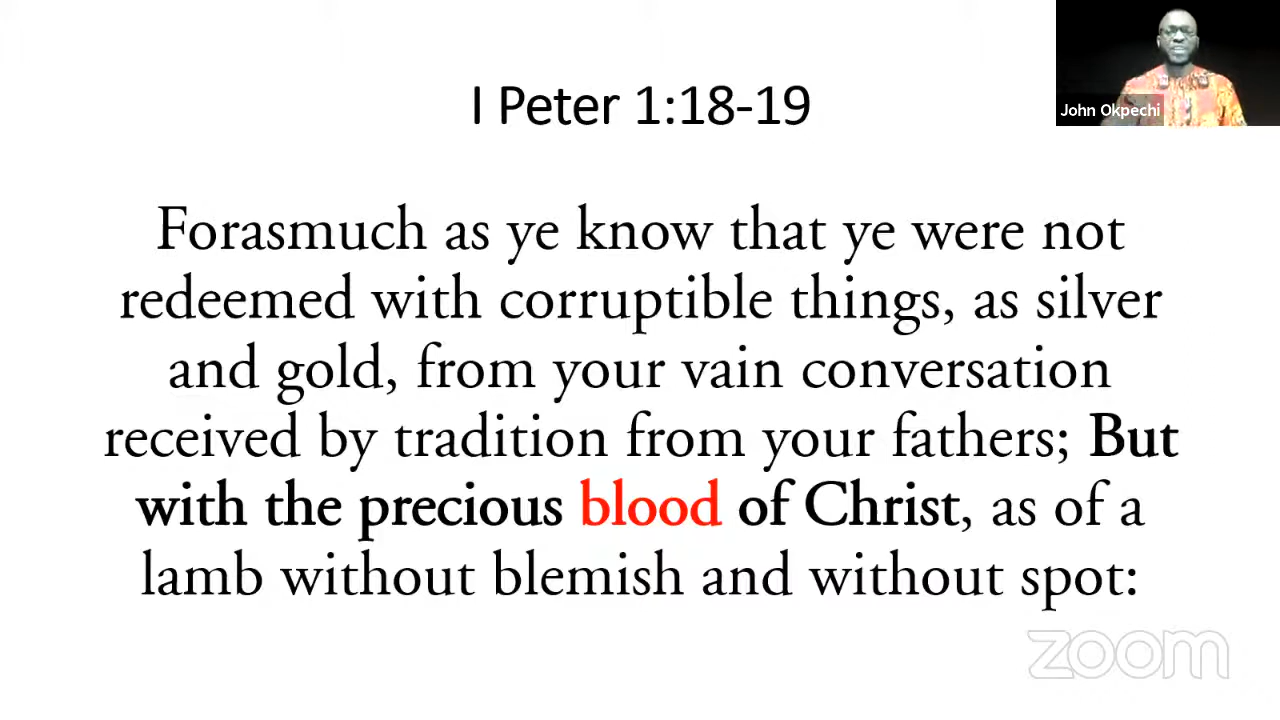 I Peter 1:18-19
John Okpechi
Forasmuch as ye know that ye were not
redeemed with corruptible things, as silver
and gold, from your vain conversation
received by tradition from your fathers; But
with the precious blood of Christ, as of a
lamb without blemish and without spot:
zoom